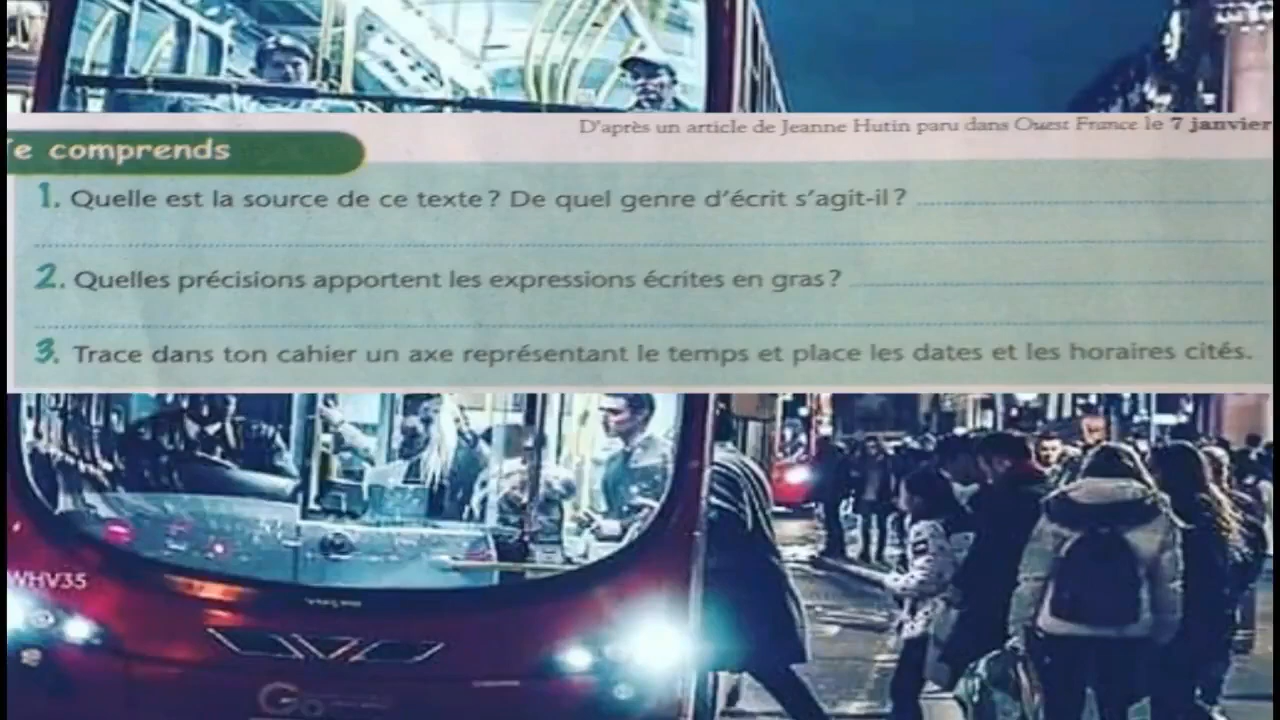 D'après un article de Jeanne Hutin paru dans Ouest France le 7 janvier
e comprends
1. Quelle est la source de ce texte ? De quel genre d'écrit s'agit-il ?
2. Quelles précisions apportent les expressions écrites en gras ?
3. Trace dans ton cahier un axe représentant le temps et place les dates et les horaires cités.
WHV35
Go